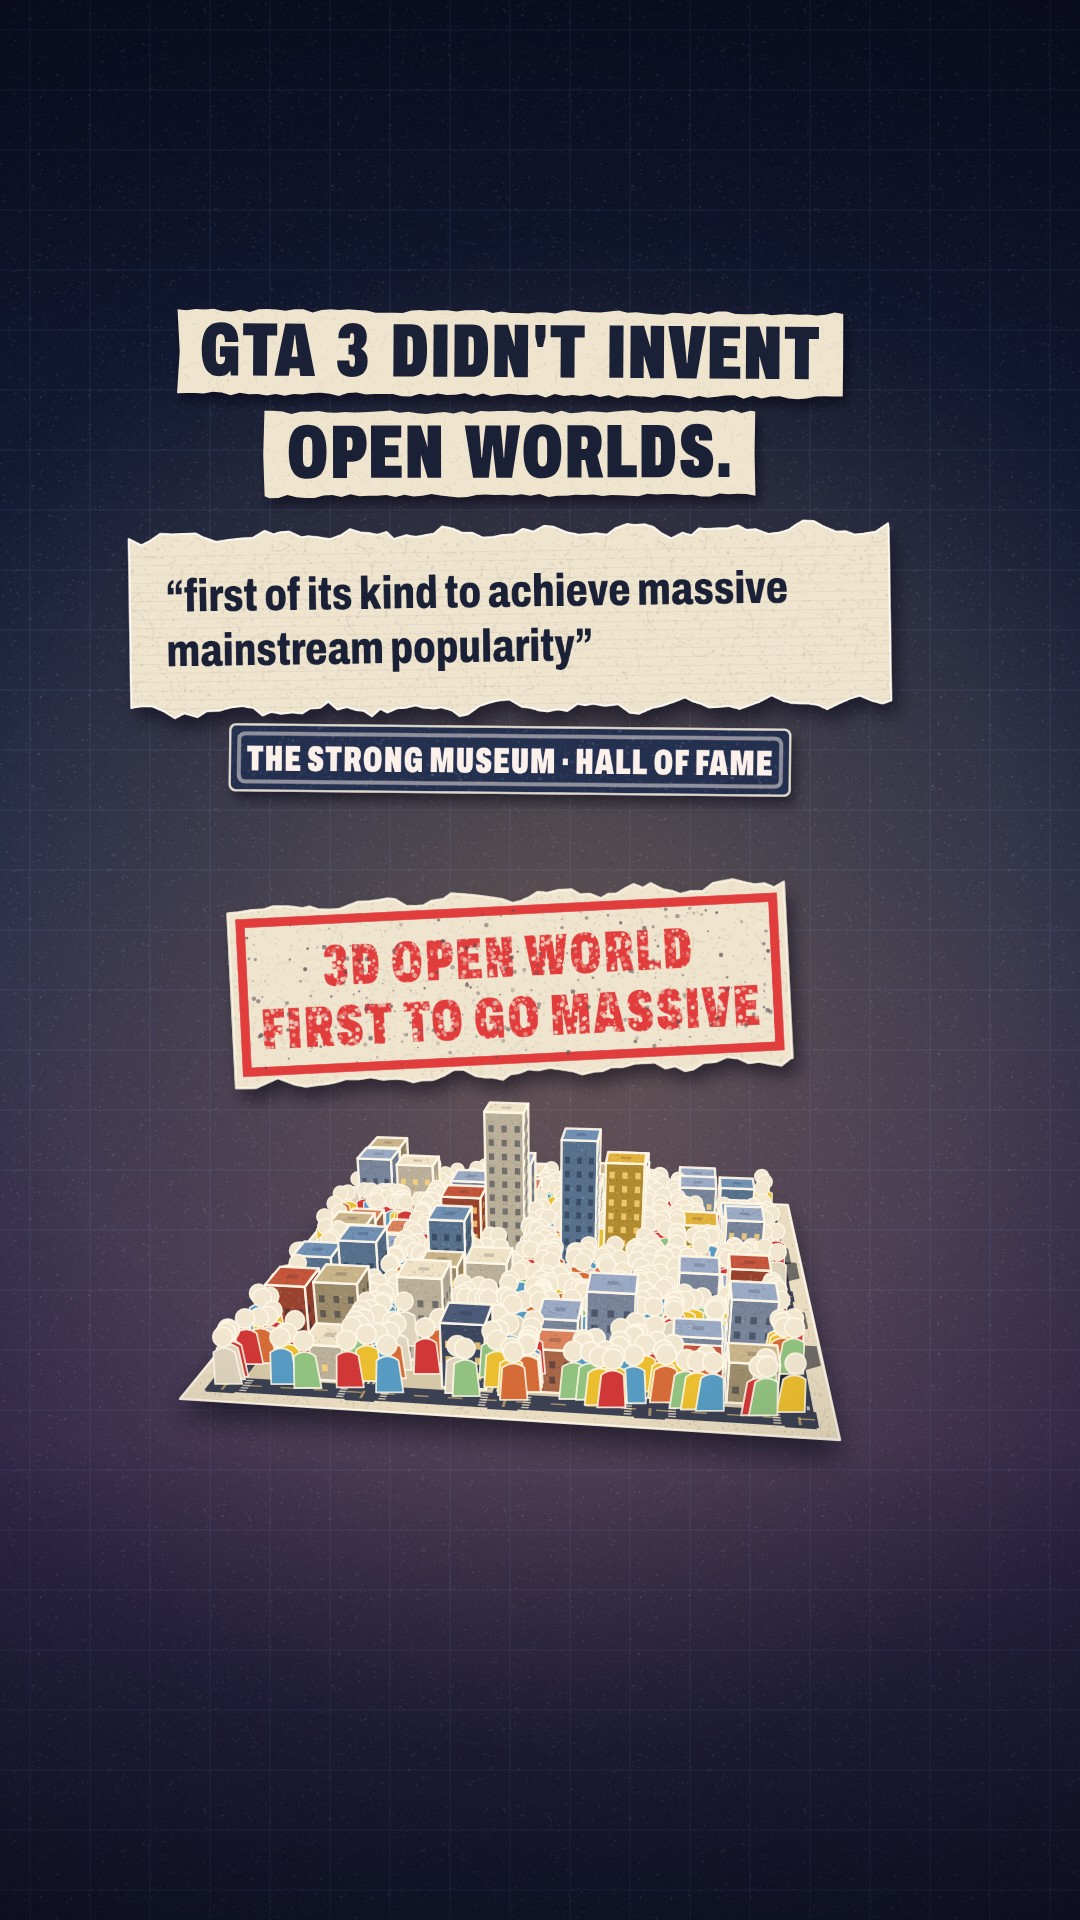 GTA 3 DIDN'T INVENT
OPEN WORLDS.
“first of its kind to achieve massive
mainstream popularity”
THE STRONG MUSEUM · HALL OF FAME
3D OPEN WORLD
FIRST TO GO MASSIVE